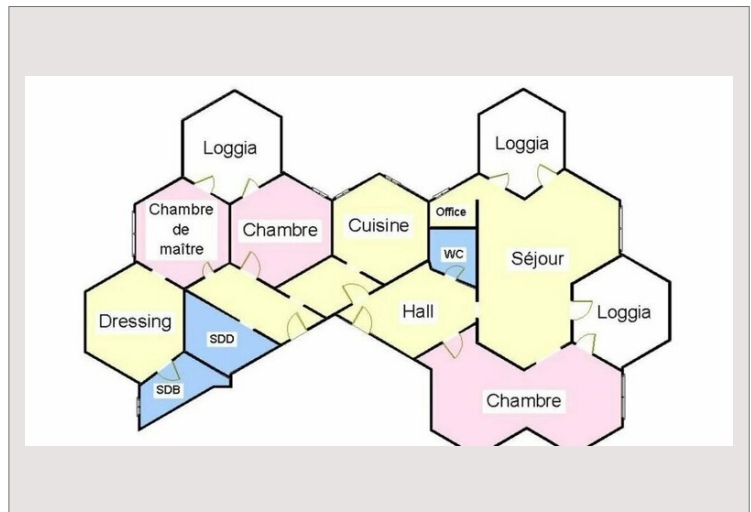 Loggia
Loggia
Chambre
de
maître
Chambre
Cuisine
Office
WC
Séjour
Dressing
SDD
Hall
Loggia
SDB
Chambre